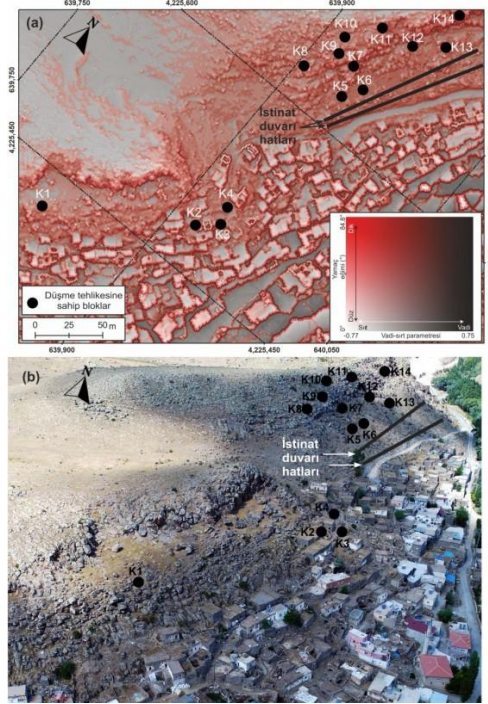 639,750
4,225,600
639,900
(a)
N
K14
K10
K11
K12
K9
K13
K8
K7
K6
K5
639,750
4,225,450
İstinat
duvarı
hatları
K1
K4
K2
K3
Düşme tehlikesine
sahip bloklar
0 25 50 m
84.8°
Dik
Yamaç
eğimi (°)
Düz
0°
Sırt
Vadi
-0.77
Vadi-sırt parametresi
0.75
639,900
4,225,450
640,050
(b)
N
K14
K11
K10
K12
K9
K13
K8
K7
K6
K5
İstinat
duvarı
hatları
K4
K2
K3
K1